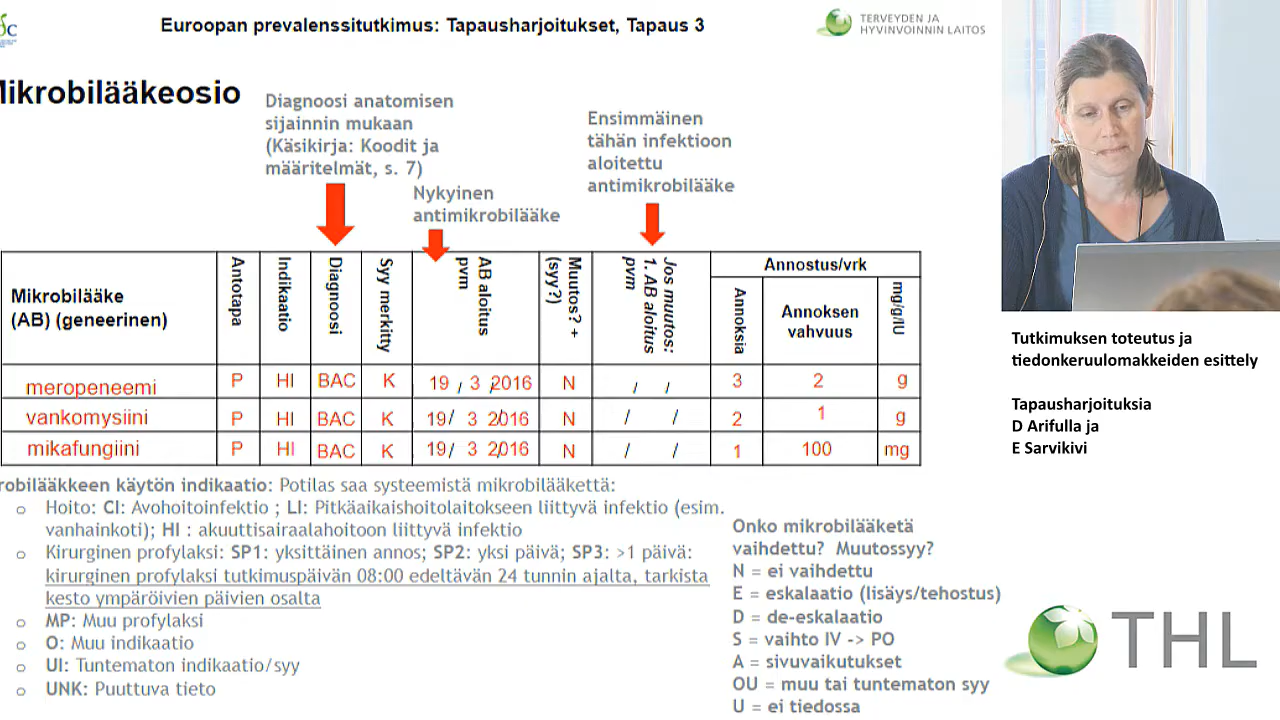 Euroopan prevalenssitutkimus: Tapausharjoitukset, Tapaus 3
TERVEYDEN JA
HYVINVOINNIN LAITOS
ikrobilääkeosio
Diagnoosi anatomisen
sijainnin mukaan
(Käsikirja: Koodit ja
määritelmät, s. 7)
Nykyinen
antimikrobilääke
Ensimmäinen
tähän infektioon
aloitettu
antimikrobilääke
Mikrobilääke
(AB) (geneerinen)
Antotapa
Indikaatio
Diagnoosi
Syy merkitty
AB aloitus
pvm
Muutos? +
(syy?)
Jos muutos:
1. AB aloitus
pvm
Annostus/vrk
Annoksia
Annoksen
vahvuus
mg/g/IU
meropeneemi P HI BAC K 19 / 3 /2016 N / / 3 2 g
vankomysiini P HI BAC K 19/ 3 /2016 N / / 2 1 g
mikafungiini P HI BAC K 19/ 3 /2016 N / / 1 100 mg
robilääkkeen käytön indikaatio: Potilas saa systeemistä mikrobilääkettä:
o Hoito: CI: Avohoitoinfektio ; LI: Pitkäaikaishoitolaitokseen liittyvä infektio (esim.
vanhainkoti); HI : akuuttisairaalahoitoon liittyvä infektio
o Kirurginen profylaksi: SP1: yksittäinen annos; SP2: yksi päivä; SP3: >1 päivä:
kirurginen profylaksi tutkimuspäivän 08:00 edeltävän 24 tunnin ajalta, tarkista
kesto ympäröivien päivien osalta
o MP: Muu profylaksi
o O: Muu indikaatio
o UI: Tuntematon indikaatio/syy
o UNK: Puuttuva tieto
Onko mikrobilääketä
vaihdettu? Muutossyy?
N = ei vaihdettu
E = eskalaatio (lisäys/tehostus)
D = de-eskalaatio
S = vaihto IV -> PO
A = sivuvaikutukset
OU = muu tai tuntematon syy
U = ei tiedossa
Tutkimuksen toteutus ja
tiedonkeruulomakkeiden esittely
Tapausharjoituksia
D Arifulla ja
E Sarvikivi
THL